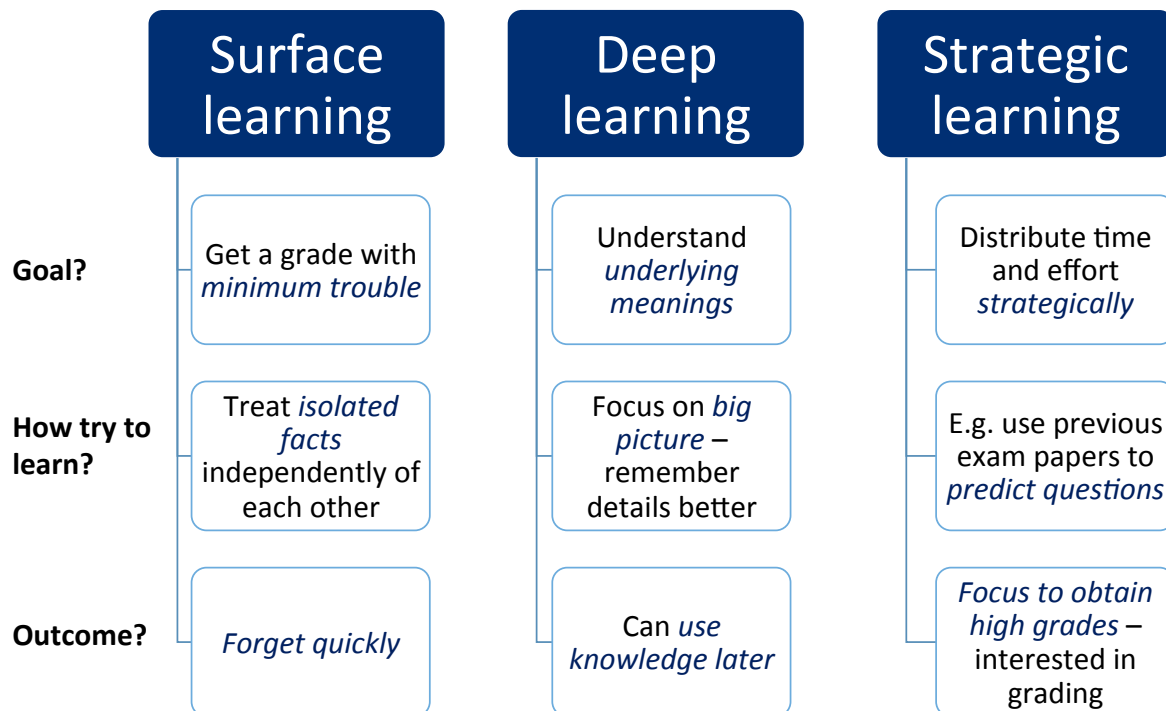 Surface
learning
Deep
learning
Strategic
learning
Goal?
Get a grade with
minimum trouble
Understand
underlying
meanings
Distribute time
and effort
strategically
How try to
learn?
Treat isolated
facts
independently of
each other
Focus on big
picture –
remember
details better
E.g. use previous
exam papers to
predict questions
Outcome?
Forget quickly
Can use
knowledge later
Focus to obtain
high grades –
interested in
grading